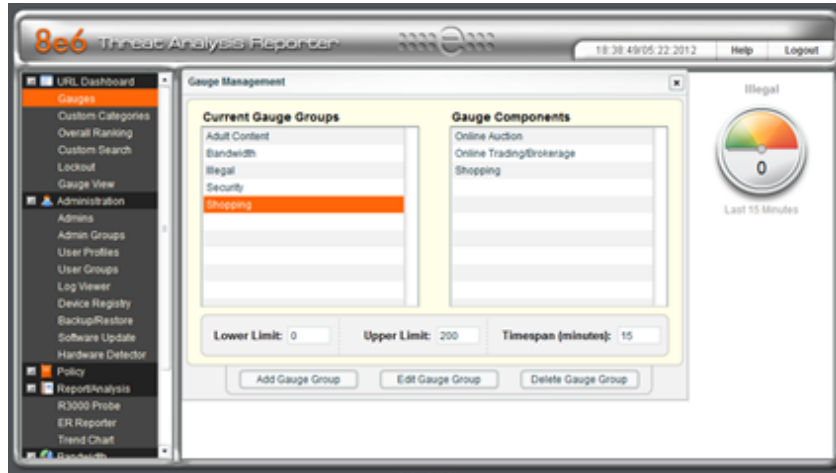 8e6 Threat Analysis Reporter
18:38:49/05:22:2012 Help Logout
URL Dashboard
Gauges
Custom Categories
Overall Ranking
Custom Search
Lockout
Gauge View
Administration
Admins
Admin Groups
User Profiles
User Groups
Log Viewer
Device Registry
Backup/Restore
Software Update
Hardware Detector
Policy
Report/Analysis
R3000 Probe
ER Reporter
Trend Chart
Bandwidth
Gauge Management
Current Gauge Groups
Adult Content
Bandwidth
Illegal
Security
Shopping
Gauge Components
Online Auction
Online Trading/Brokerage
Shopping
Lower Limit: 0 Upper Limit: 200 Timespan (minutes): 15
Add Gauge Group Edit Gauge Group Delete Gauge Group
Illegal
0
Last 15 Minutes